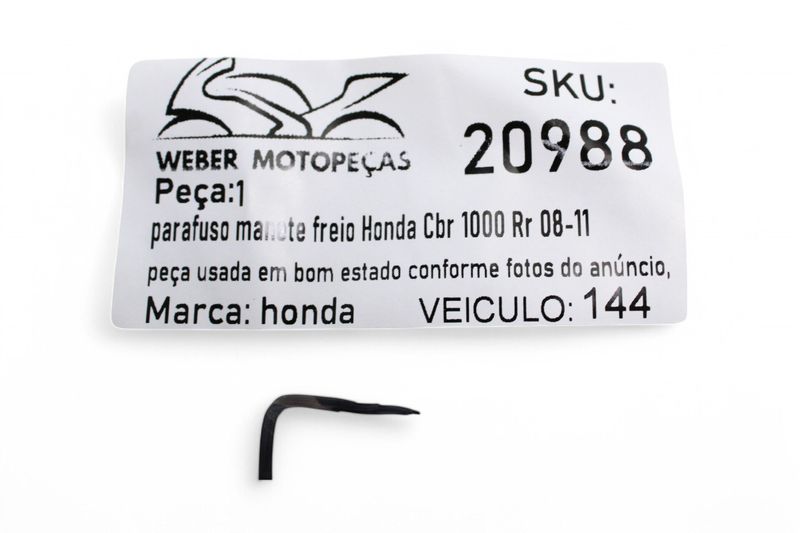 SKU:
20988
WEBER MOTOPEÇAS
Peça:1
parafuso manete freio Honda Cbr 1000 Rr 08-11
peça usada em bom estado conforme fotos do anúncio,
Marca: honda VEICULO: 144